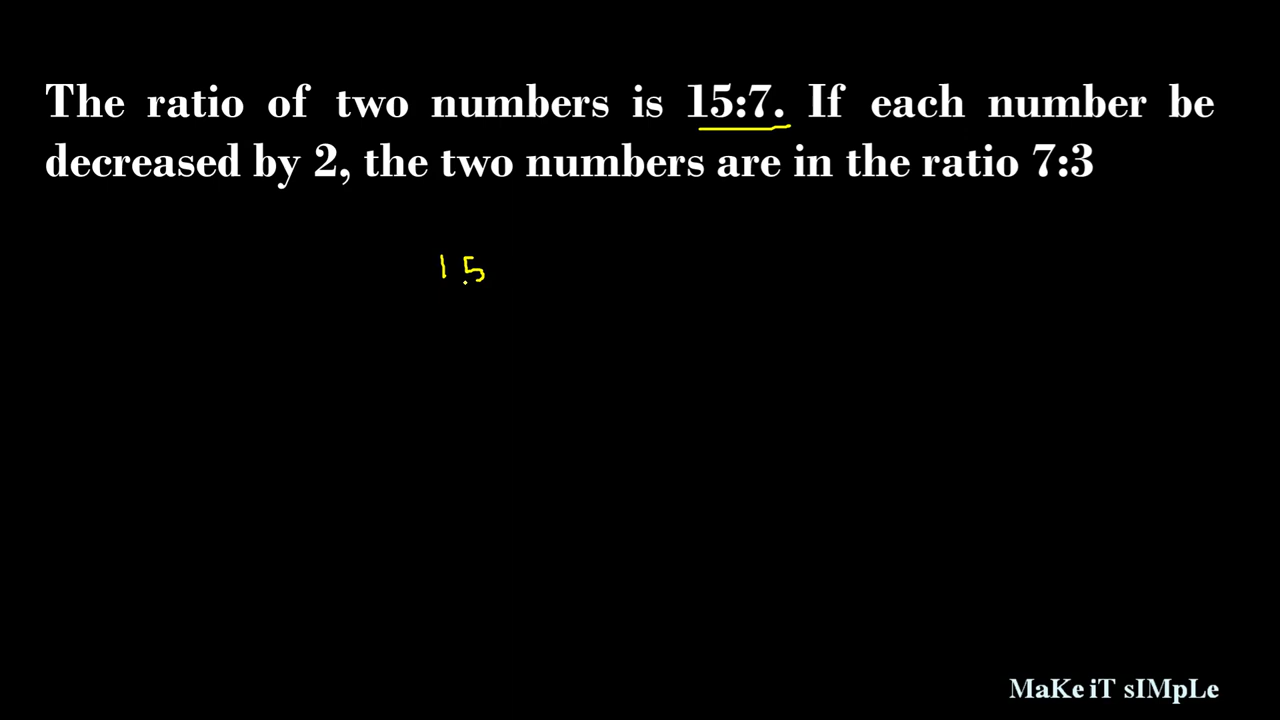 The ratio of two numbers is 15:7. If each number be
decreased by 2, the two numbers are in the ratio 7:3
15
MaKe iT sIMpLe